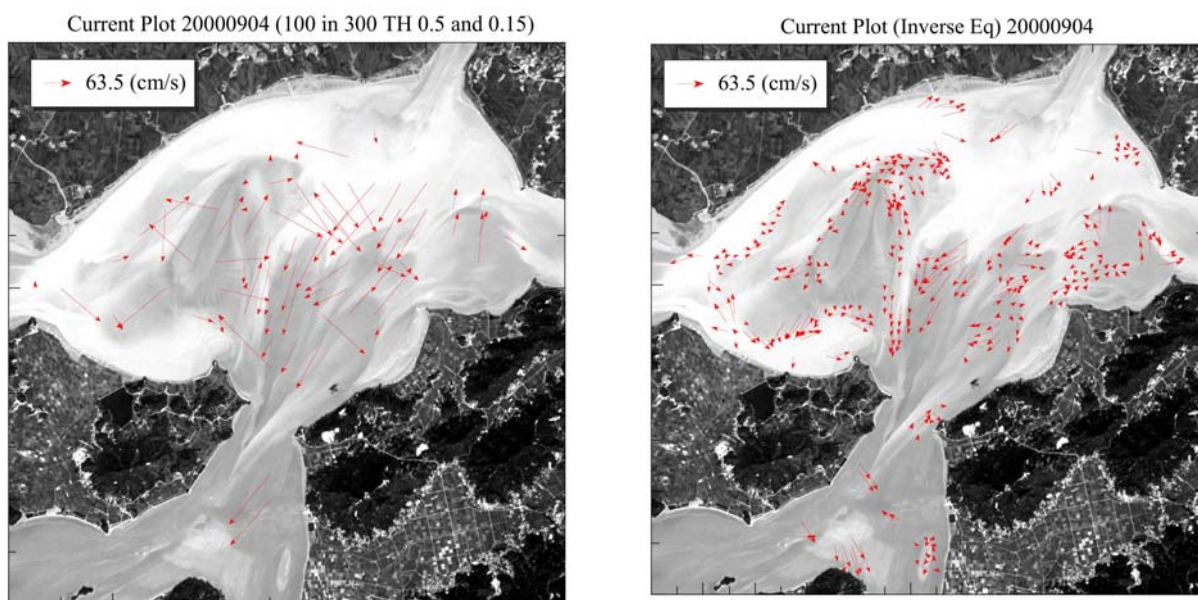 Current Plot 20000904 (100 in 300 TH 0.5 and 0.15)
63.5 (cm/s)
Current Plot (Inverse Eq) 20000904
63.5 (cm/s)